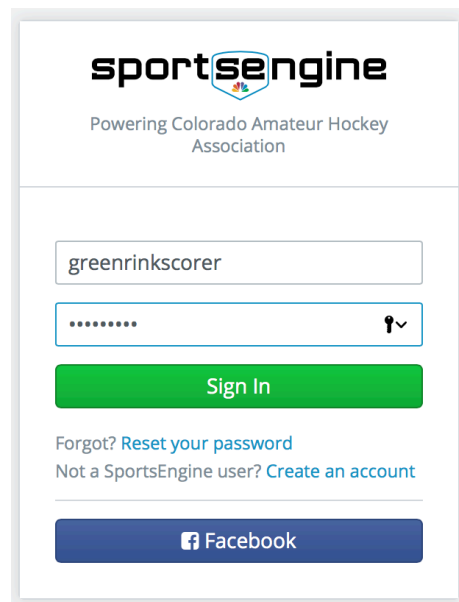 sportsengine
Powering Colorado Amateur Hockey
Association
greenrinkscorer
•••••••••
Sign In
Forgot? Reset your password
Not a SportsEngine user? Create an account
Facebook